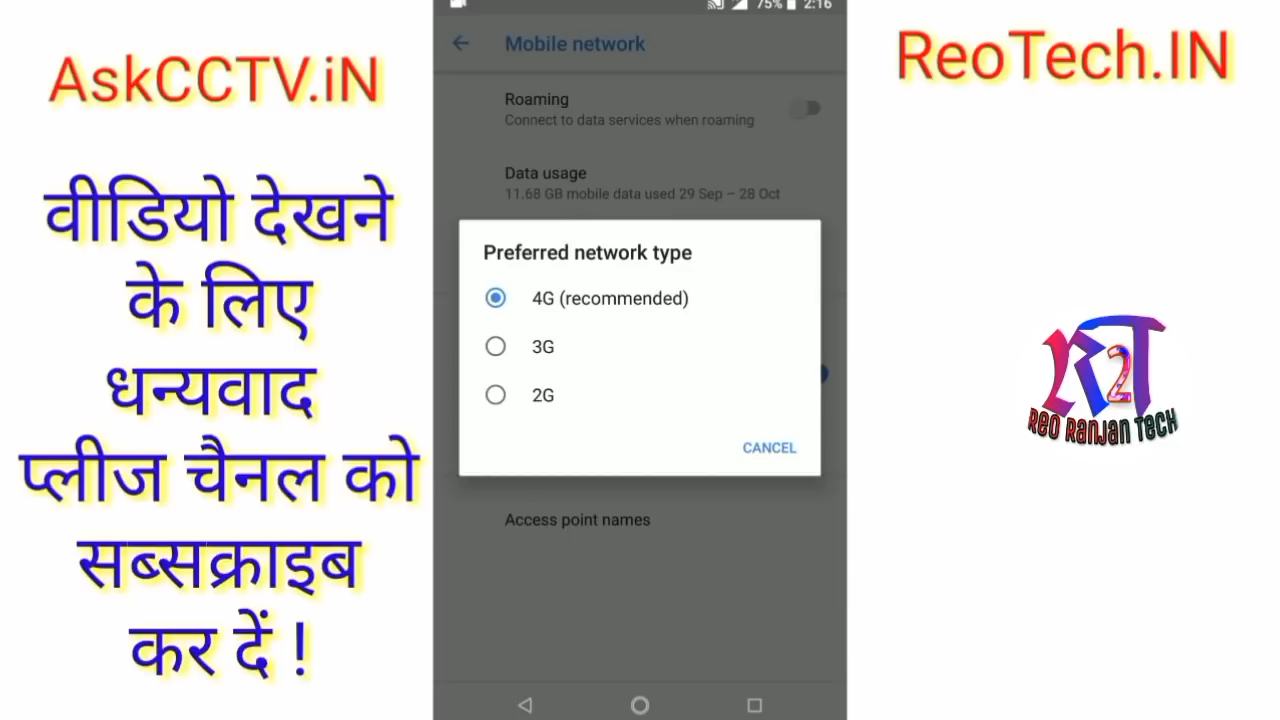 AskCCTV.iN
वीडियो देखने
के लिए
धन्यवाद
प्लीज चैनल को
सब्सक्राइब
कर दें !
75% 2:16
Mobile network
Roaming
Connect to data services when roaming
Data usage
11.68 GB mobile data used 29 Sep – 28 Oct
Preferred network type
4G (recommended)
3G
2G
CANCEL
Access point names
ReoTech.IN
R2T
Reo Ranjan Tech